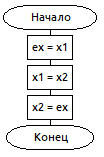 Начало
ex = x1
x1 = x2
x2 = ex
Конец